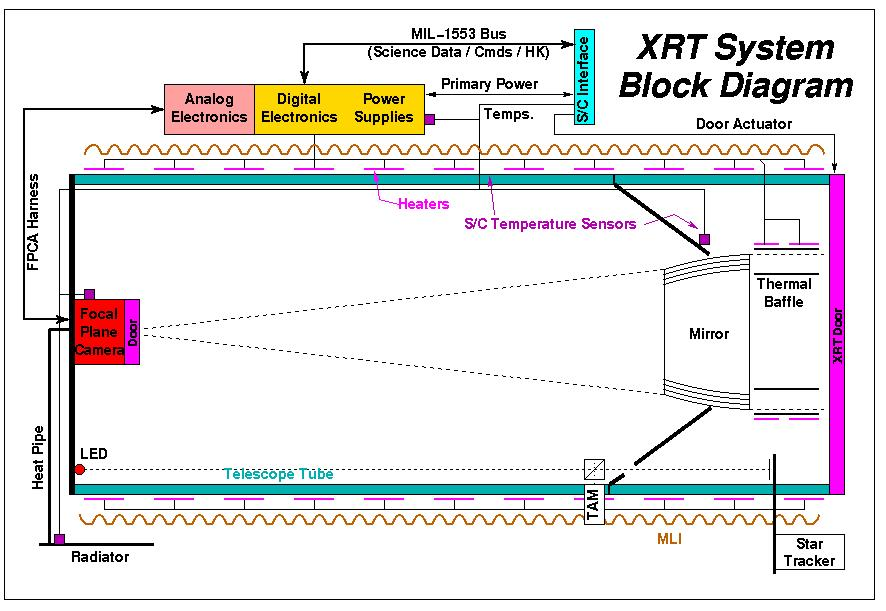 XRT System
Block Diagram
MIL-1553 Bus
(Science Data / Cmds / HK)
S/C Interface
Primary Power
Analog
Electronics
Digital
Electronics
Power
Supplies
Temps.
Door Actuator
FPCA Harness
Heaters
S/C Temperature Sensors
Thermal
Baffle
Focal
Plane
Camera
Door
Mirror
XRT Door
Heat Pipe
LED
Telescope Tube
TAM
MLI
Radiator
Star
Tracker